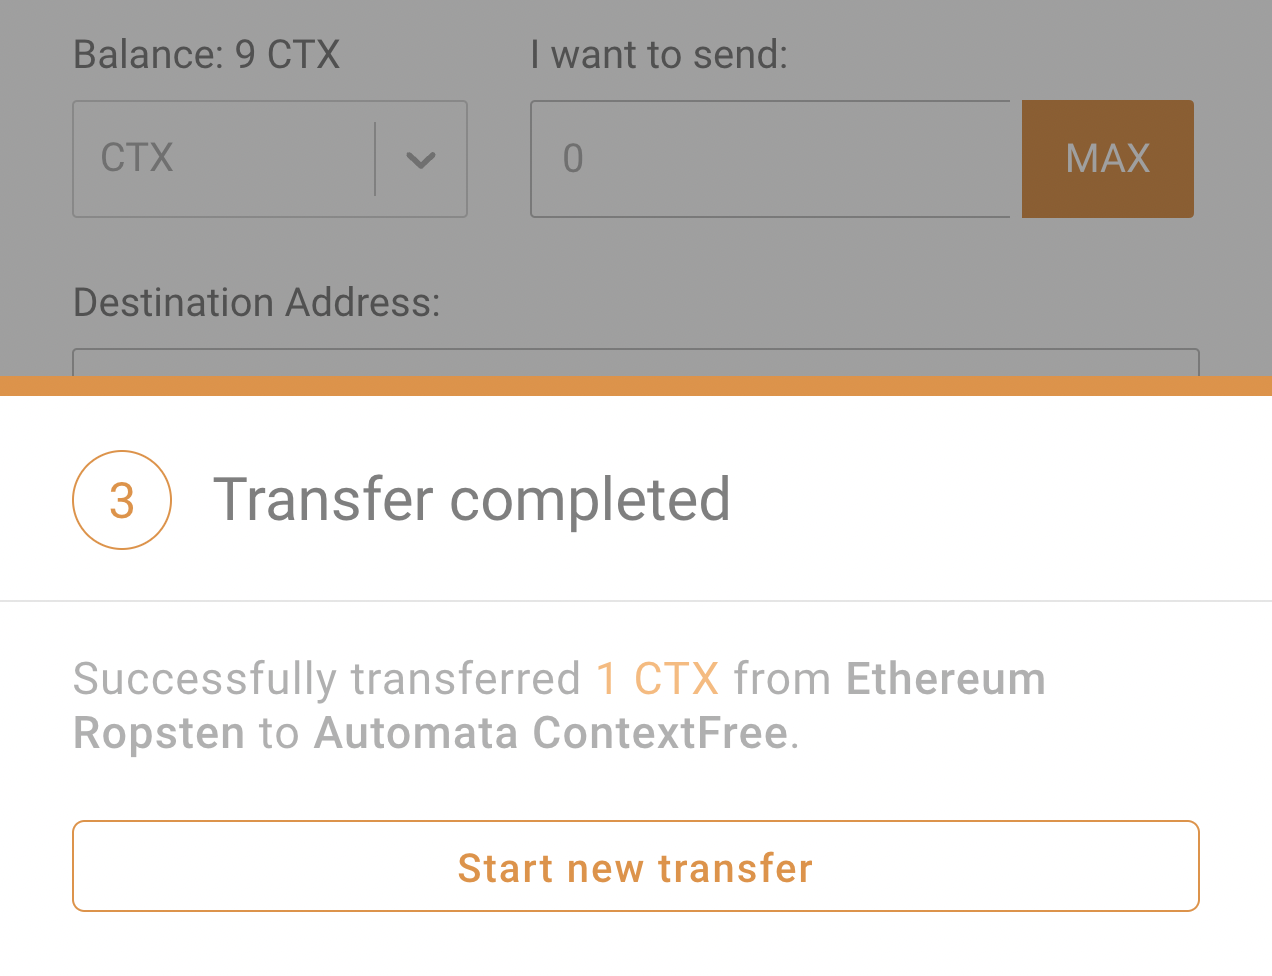 Balance: 9 CTX
I want to send:
CTX
0
MAX
Destination Address:
3
Transfer completed
Successfully transferred 1 CTX from Ethereum
Ropsten to Automata ContextFree.
Start new transfer